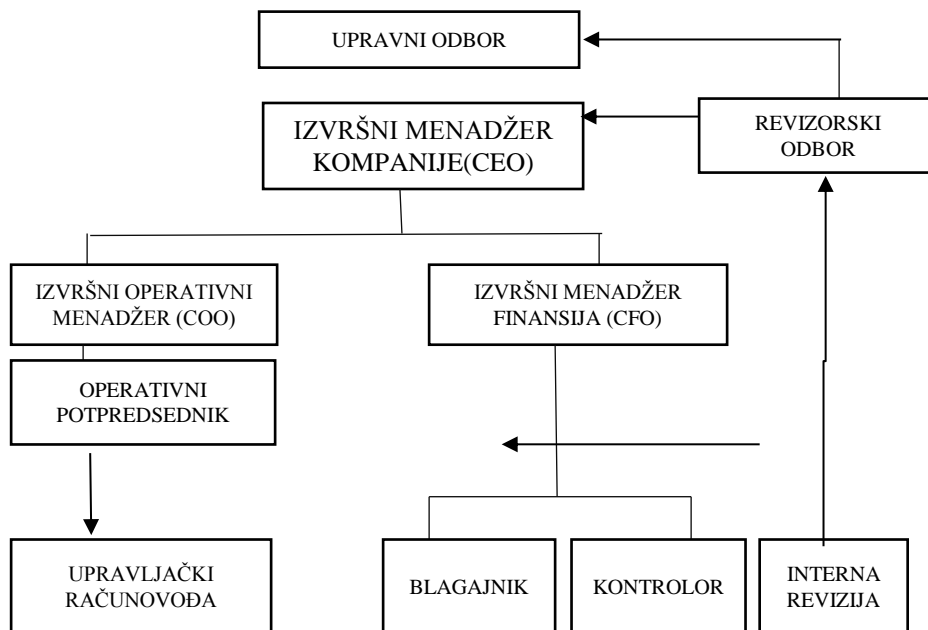 UPRAVNI ODBOR
IZVRŠNI MENADŽER
KOMPANIJE(CEO)
REVIZORSKI
ODBOR
IZVRŠNI OPERATIVNI
MENADŽER (COO)
IZVRŠNI MENADŽER
FINANSIJA (CFO)
OPERATIVNI
POTPREDSEDNIK
UPRAVLJAČKI
RAČUNOVOĐA
BLAGAJNIK
KONTROLOR
INTERNA
REVIZIJA